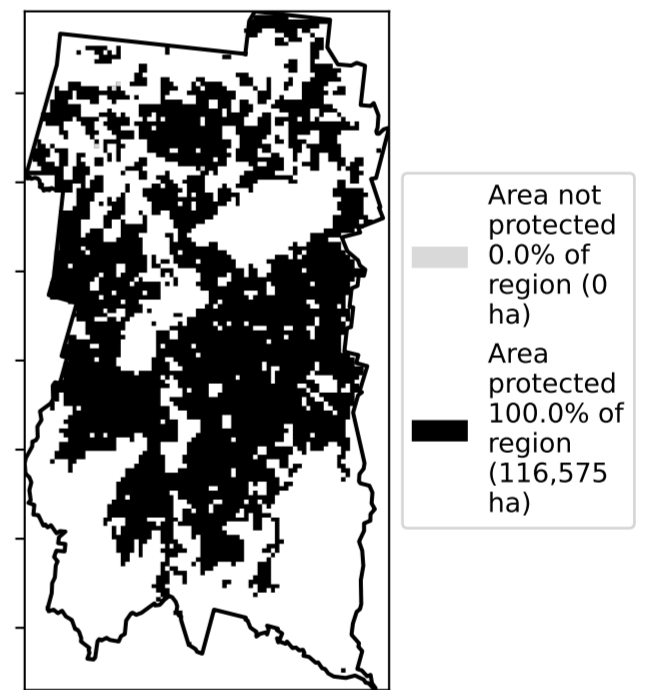 Area not
protected
0.0% of
region (0
ha)
Area
protected
100.0% of
region
(116,575
ha)